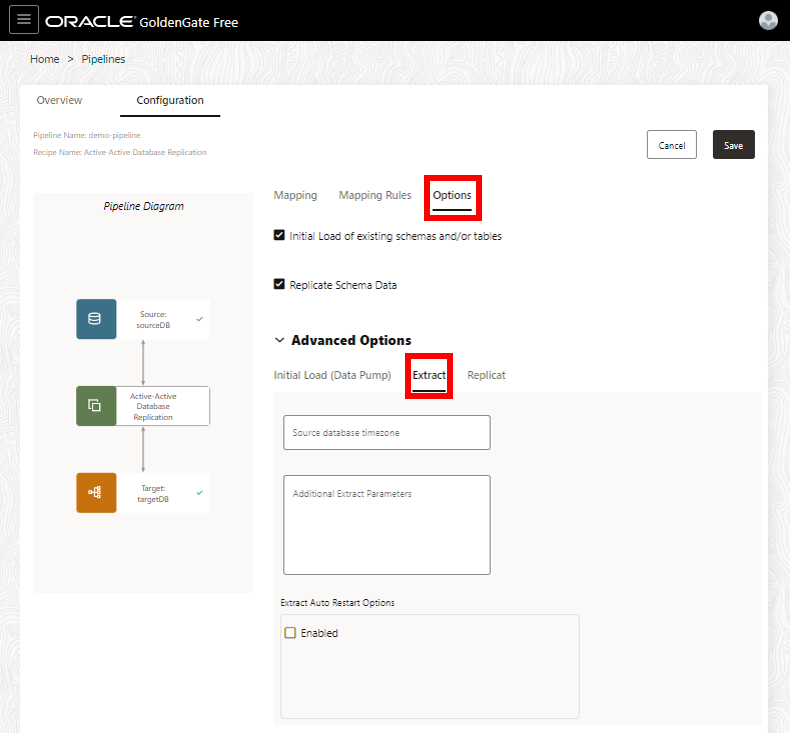 ORACLE GoldenGate Free
Home > Pipelines
Overview Configuration
Pipeline Name: demo-pipeline
Recipe Name: Active-Active Database Replication
Cancel Save
Pipeline Diagram
Source:
sourceDB
Active-Active
Database
Replication
Target:
targetDB
Mapping Mapping Rules Options
Initial Load of existing schemas and/or tables
Replicate Schema Data
Advanced Options
Initial Load (Data Pump) Extract Replicat
Source database timezone
Additional Extract Parameters
Extract Auto Restart Options
Enabled